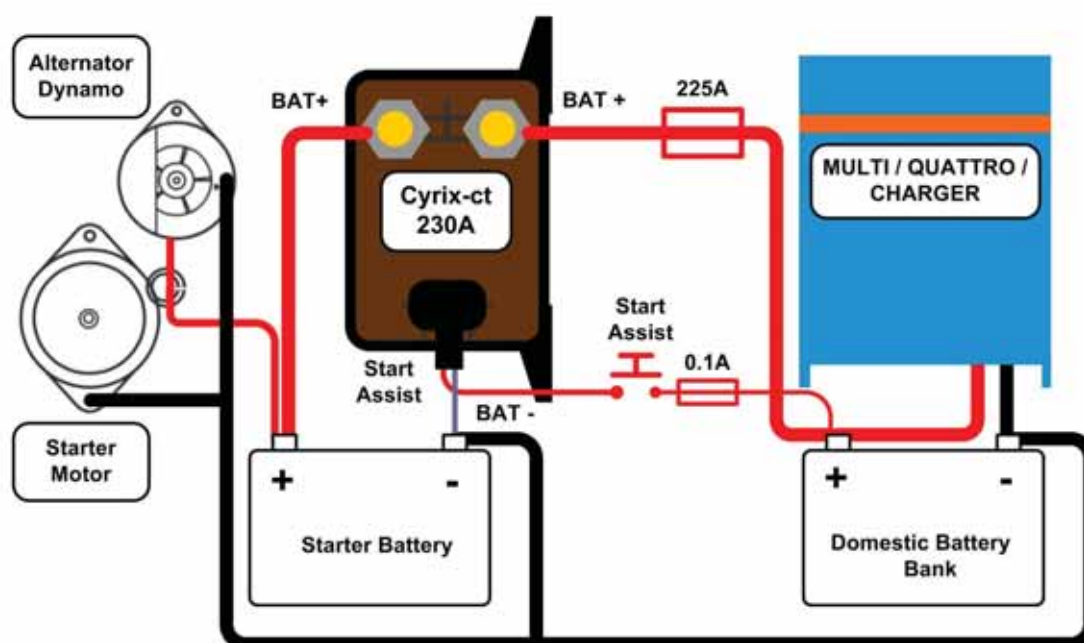 Alternator
Dynamo
BAT+
BAT +
225A
MULTI / QUATTRO /
CHARGER
Cyrix-ct
230A
Start
Assist
0.1A
Start
Assist
BAT -
Starter
Motor
+
-
Starter Battery
+
-
Domestic Battery
Bank